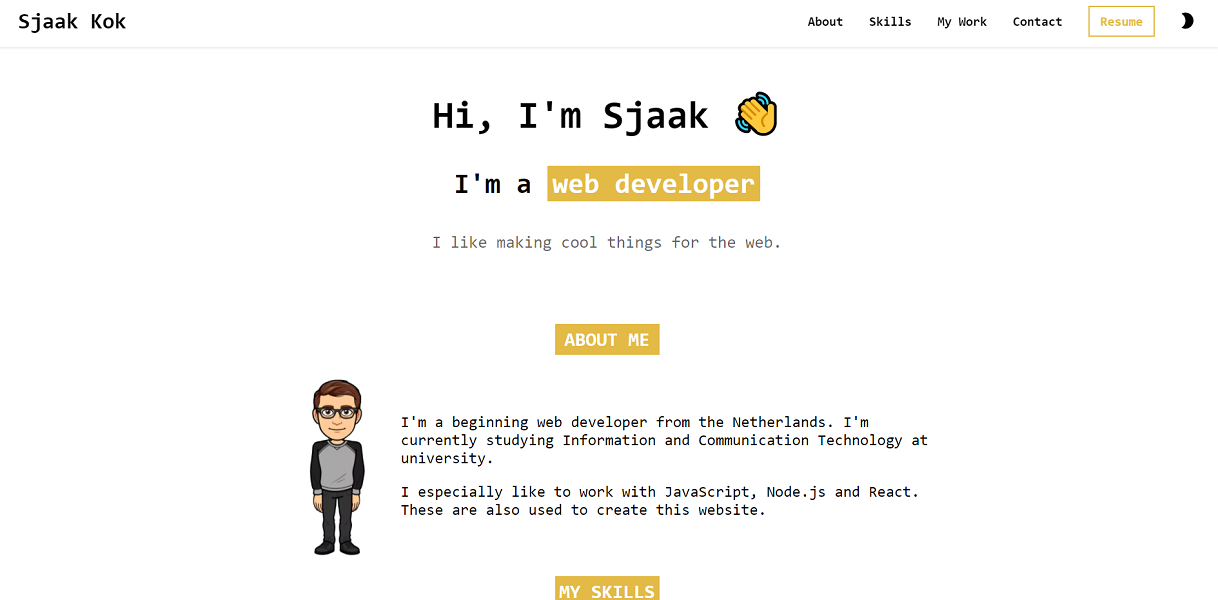 Sjaak Kok
About Skills My Work Contact Resume
Hi, I'm Sjaak 👋
I'm a web developer
I like making cool things for the web.
ABOUT ME
I'm a beginning web developer from the Netherlands. I'm
currently studying Information and Communication Technology at
university.
I especially like to work with JavaScript, Node.js and React.
These are also used to create this website.
MY SKILLS